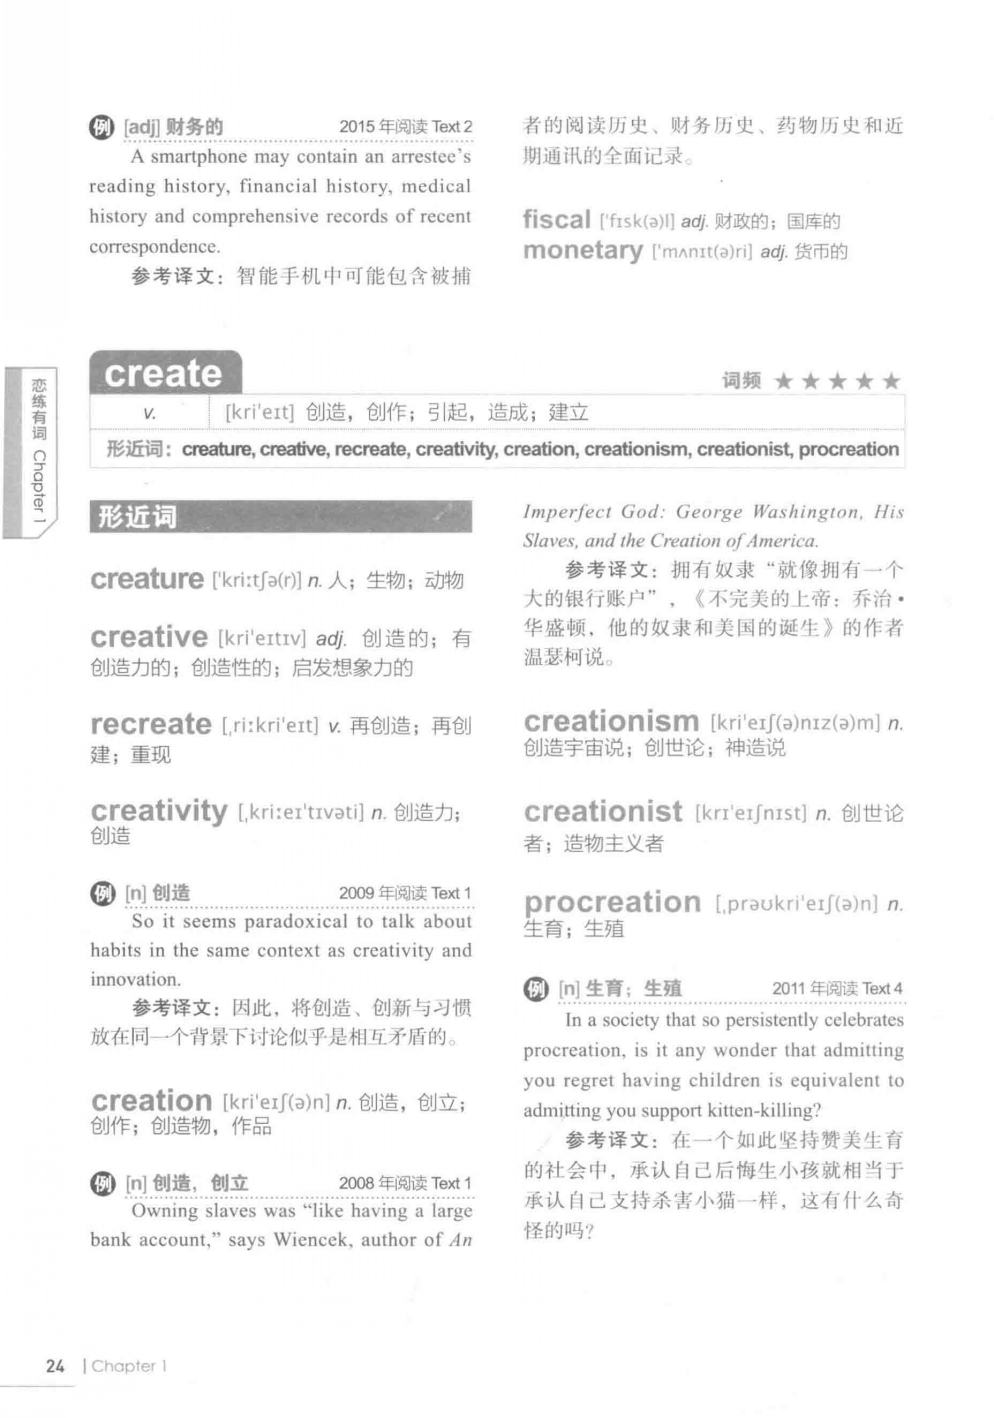 例 [adj] 财务的 2015 年阅读 Text 2
A smartphone may contain an arrestee's
reading history, financial history, medical
history and comprehensive records of recent
correspondence.
参考译文：智能手机中可能包含被捕
者的阅读历史、财务历史、药物历史和近
期通讯的全面记录。
fiscal ['fɪsk(ə)l] adj. 财政的；国库的
monetary ['mʌnɪt(ə)ri] adj. 货币的
恋练有词 Chapter 1
create
词频 ★★★★★
v. [kri'eɪt] 创造，创作；引起，造成；建立
形近词：creature, creative, recreate, creativity, creation, creationism, creationist, procreation
形近词
creature ['kri:tʃə(r)] n. 人；生物；动物
creative [kri'eɪtɪv] adj. 创造的；有
创造力的；创造性的；启发想象力的
recreate [,ri:kri'eɪt] v. 再创造；再创
建；重现
creativity [,kri:eɪ'tɪvəti] n. 创造力；
创造
例 [n] 创造 2009 年阅读 Text 1
So it seems paradoxical to talk about
habits in the same context as creativity and
innovation.
参考译文：因此，将创造、创新与习惯
放在同一个背景下讨论似乎是相互矛盾的。
creation [kri'eɪʃ(ə)n] n. 创造，创立；
创作；创造物，作品
例 [n] 创造，创立 2008 年阅读 Text 1
Owning slaves was “like having a large
bank account,” says Wiencek, author of An
Imperfect God: George Washington, His
Slaves, and the Creation of America.
参考译文：拥有奴隶“就像拥有一个
大的银行账户”，《不完美的上帝：乔治·
华盛顿，他的奴隶和美国的诞生》的作者
温瑟柯说。
creationism [kri'eɪʃ(ə)nɪz(ə)m] n.
创造宇宙说；创世论；神造说
creationist [krɪ'eɪʃnɪst] n. 创世论
者；造物主义者
procreation [,prəʊkri'eɪʃ(ə)n] n.
生育；生殖
例 [n] 生育；生殖 2011 年阅读 Text 4
In a society that so persistently celebrates
procreation, is it any wonder that admitting
you regret having children is equivalent to
admitting you support kitten-killing?
参考译文：在一个如此坚持赞美生育
的社会中，承认自己后悔生小孩就相当于
承认自己支持杀害小猫一样，这有什么奇
怪的吗?
24 | Chapter 1